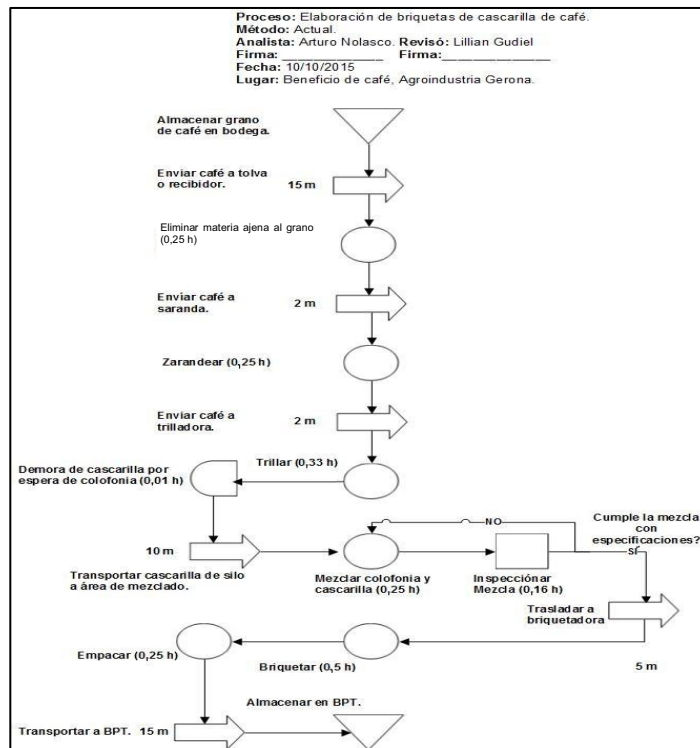 Proceso: Elaboración de briquetas de cascarilla de café.
Método: Actual.
Analista: Arturo Nolasco. Revisó: Lillian Gudiel
Firma: _______________ Firma:________________
Fecha: 10/10/2015
Lugar: Beneficio de café, Agroindustria Gerona.
Almacenar grano
de café en bodega.
Enviar café a tolva
o recibidor.
15 m
Eliminar materia ajena al grano
(0,25 h)
Envíar café a
saranda.
2 m
Zarandear (0,25 h)
Enviar café a
trilladora.
2 m
Trillar (0,33 h)
Demora de cascarilla por
espera de colofonia (0,01 h)
10 m
Transportar cascarilla de silo
a área de mezclado.
NO
Mezclar colofonia y
cascarilla (0,25 h)
Inspecciónar
Mezcla (0,16 h)
Cumple la mezcla
con
especificaciones?
SÍ
Trasladar a
briquetadora
5 m
Briquetar (0,5 h)
Empacar (0,25 h)
Transportar a BPT. 15 m
Almacenar en BPT.